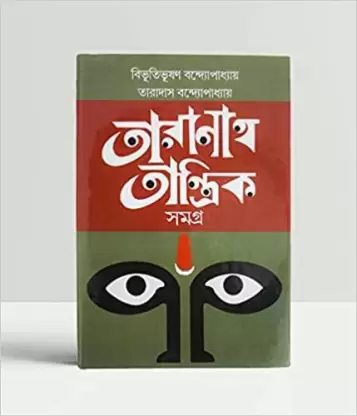 বিভূতিভূষণ বন্দ্যোপাধ্যায়
তারাদাস বন্দ্যোপাধ্যায়
তারানাথ
তান্ত্রিক
সমগ্র